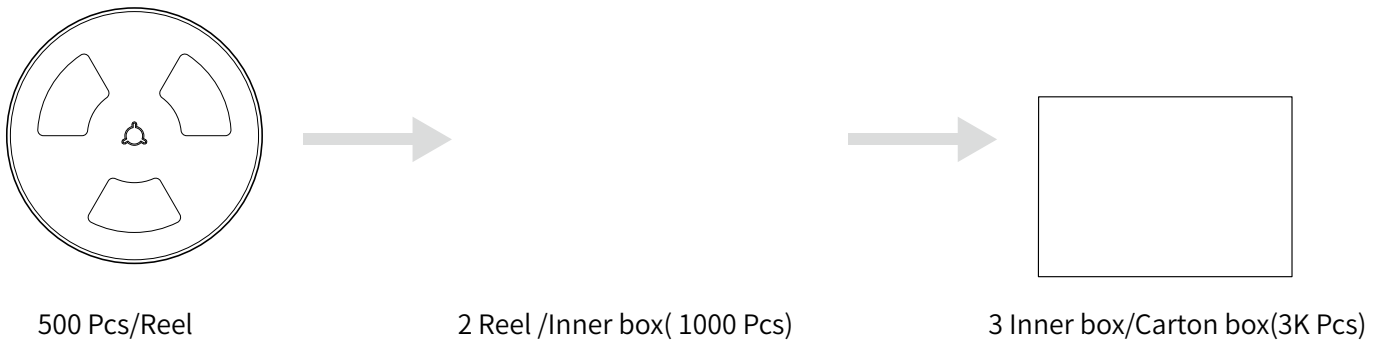 500 Pcs/Reel
2 Reel /Inner box( 1000 Pcs)
3 Inner box/Carton box(3K Pcs)